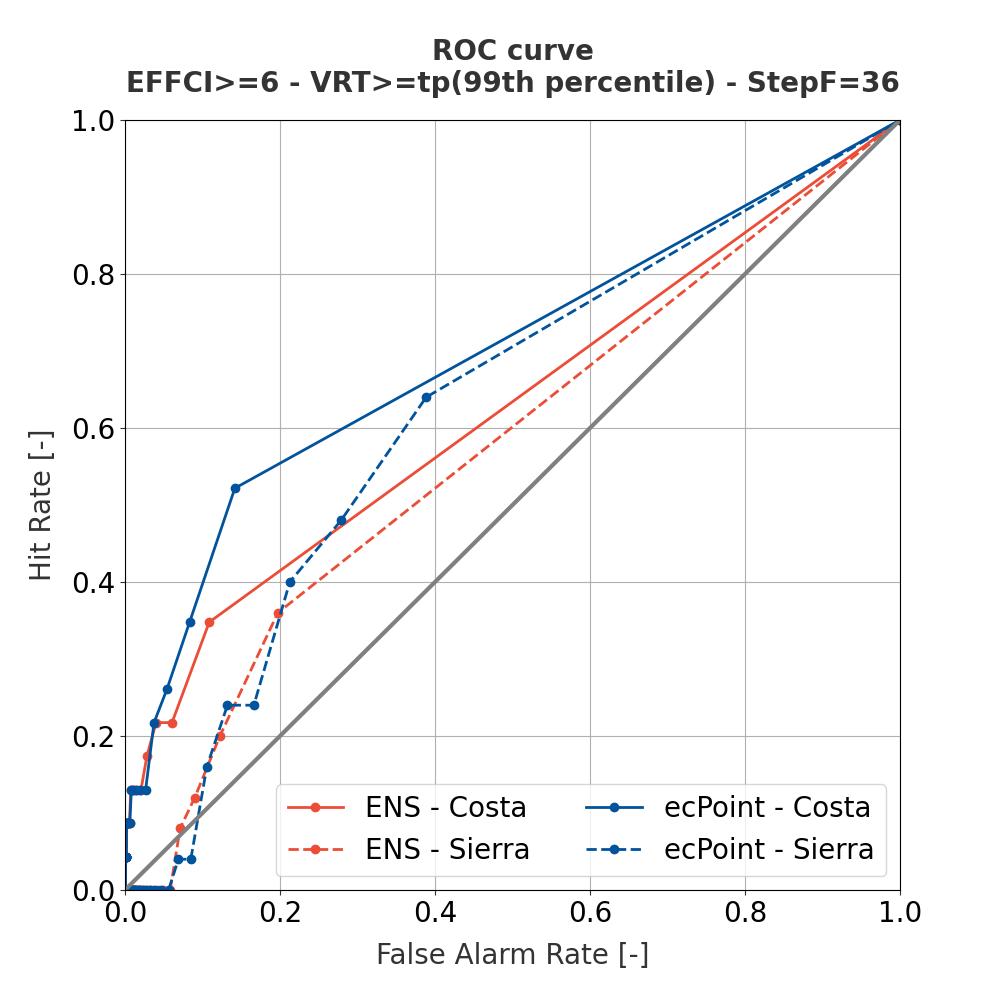 ROC curve
EFFCI>=6 - VRT>=tp(99th percentile) - StepF=36
1.0
0.8
0.6
0.4
0.2
0.0
Hit Rate [-]
ENS - Costa
ecPoint - Costa
ENS - Sierra
ecPoint - Sierra
0.0 0.2 0.4 0.6 0.8 1.0
False Alarm Rate [-]